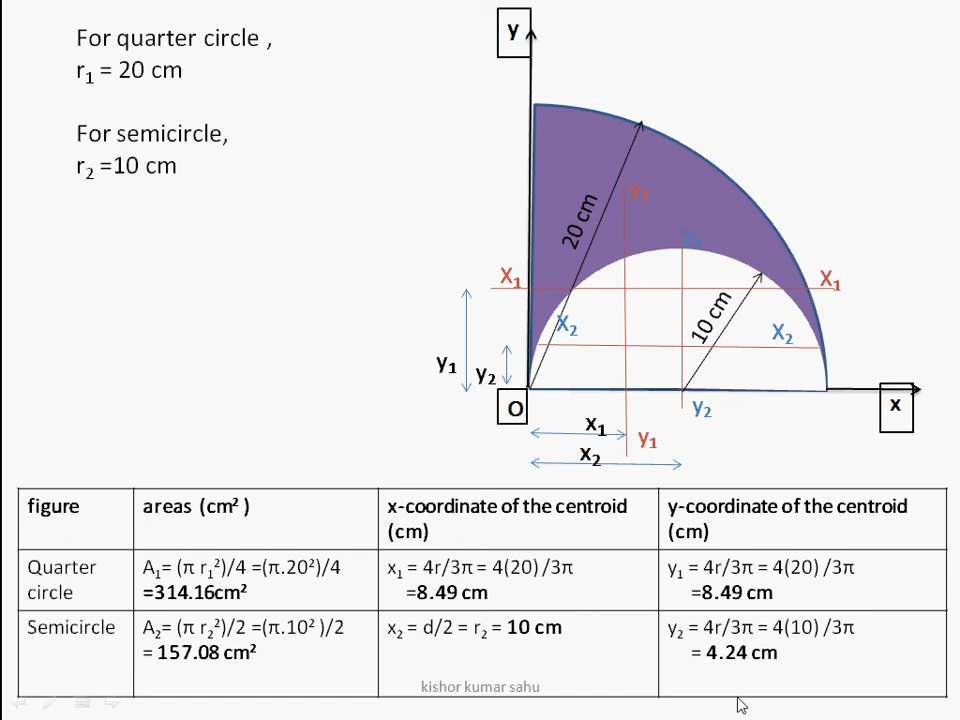 For quarter circle ,
r₁ = 20 cm
For semicircle,
r₂ =10 cm
y
20 cm
y₁
y₂
X₁
X₁
10 cm
X₂
X₂
y₁
y₂
O
y₂
x
x₁
y₁
x₂
figure
areas (cm² )
x-coordinate of the centroid
(cm)
y-coordinate of the centroid
(cm)
Quarter
circle
A₁= (π r₁²)/4 =(π.20²)/4
=314.16cm²
x₁ = 4r/3π = 4(20) /3π
=8.49 cm
y₁ = 4r/3π = 4(20) /3π
=8.49 cm
Semicircle
A₂= (π r₂²)/2 =(π.10² )/2
= 157.08 cm²
x₂ = d/2 = r₂ = 10 cm
y₂ = 4r/3π = 4(10) /3π
= 4.24 cm
kishor kumar sahu